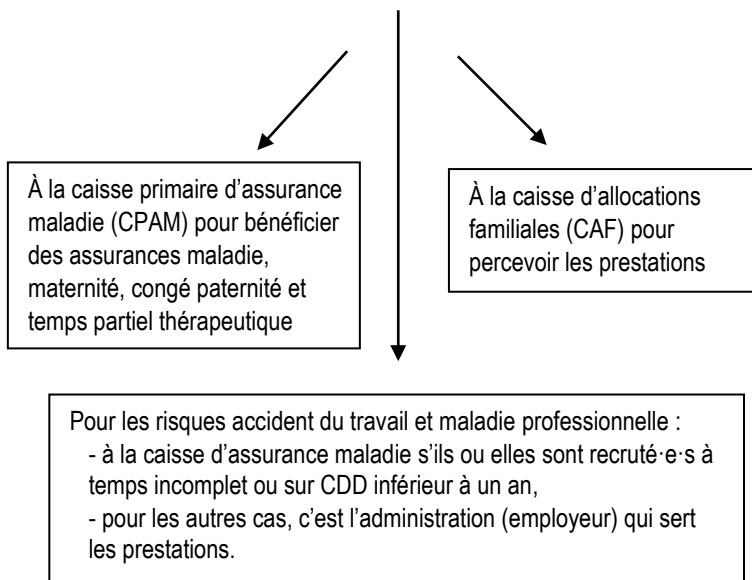 À la caisse primaire d’assurance
maladie (CPAM) pour bénéficier
des assurances maladie,
maternité, congé paternité et
temps partiel thérapeutique
À la caisse d’allocations
familiales (CAF) pour
percevoir les prestations
Pour les risques accident du travail et maladie professionnelle :
- à la caisse d’assurance maladie s’ils ou elles sont recruté·e·s à
temps incomplet ou sur CDD inférieur à un an,
- pour les autres cas, c’est l’administration (employeur) qui sert
les prestations.